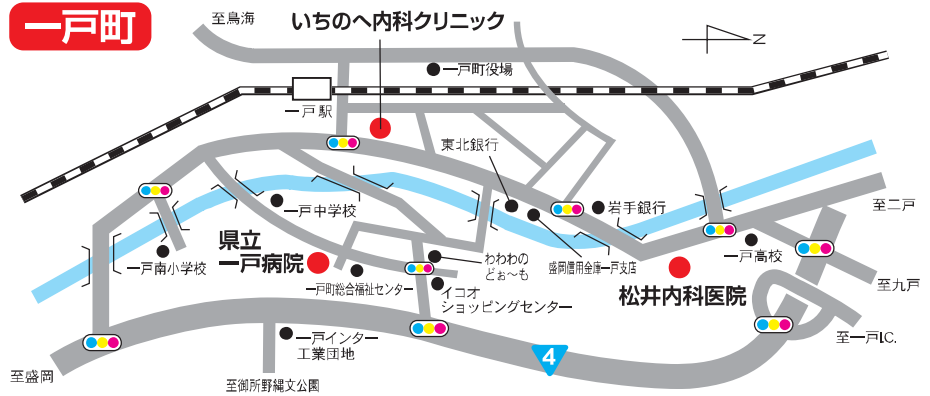 一戸町
至鳥海
いちのへ内科クリニック
N
一戸町役場
一戸駅
東北銀行
一戸中学校
岩手銀行
至二戸
県立
一戸病院
一戸南小学校
わわわの
どぉ〜も
盛岡信用金庫一戸支店
一戸高校
一戸町総合福祉センター
イコオ
ショッピングセンター
松井内科医院
至九戸
一戸インター
工業団地
4
至一戸I.C.
至盛岡
至御所野縄文公園